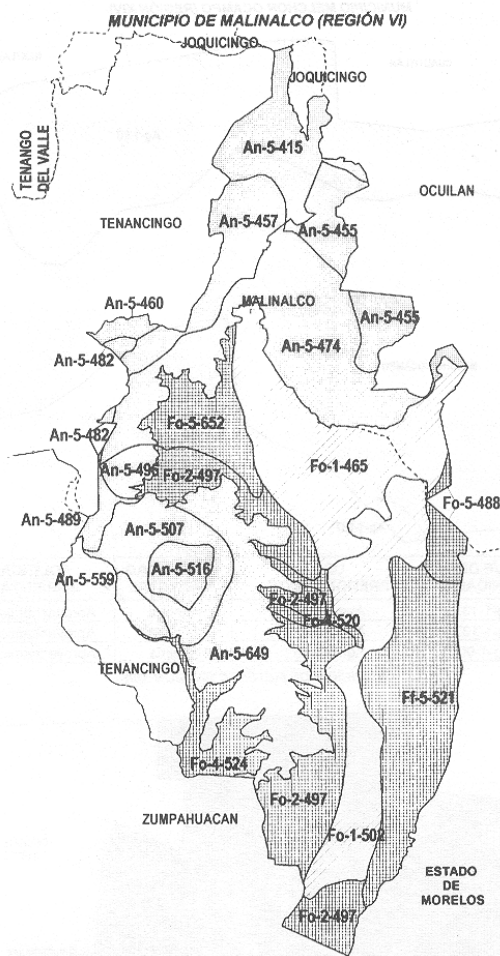 MUNICIPIO DE MALINALCO (REGIÓN VI)
JOQUICINGO
JOQUICINGO
TENANGO
DEL VALLE
An-5-415
OCUILAN
TENANCINGO
An-5-457
An-5-455
An-5-460
MALINALCO
An-5-455
An-5-474
An-5-482
Fo-5-652
An-5-482
Fo-1-465
An-5-496
Fo-2-497
Fo-5-488
An-5-489
An-5-507
An-5-516
An-5-559
Fo-2-497
Fo-4-520
An-5-649
TENANCINGO
Ff-5-521
Fo-4-524
Fo-2-497
ZUMPAHUACAN
Fo-1-502
ESTADO
DE
MORELOS
Fo-2-497